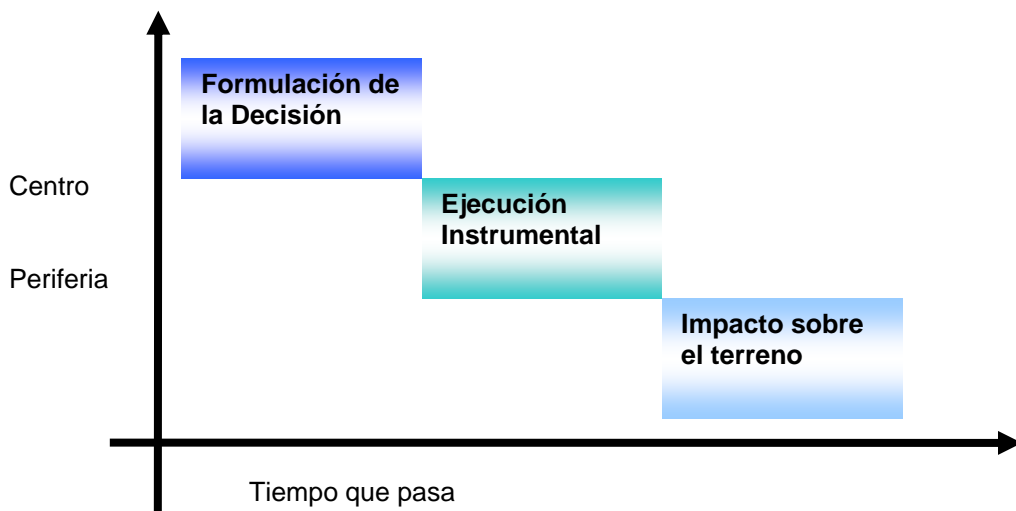 Formulación de
la Decisión
Centro
Ejecución
Instrumental
Periferia
Impacto sobre
el terreno
Tiempo que pasa